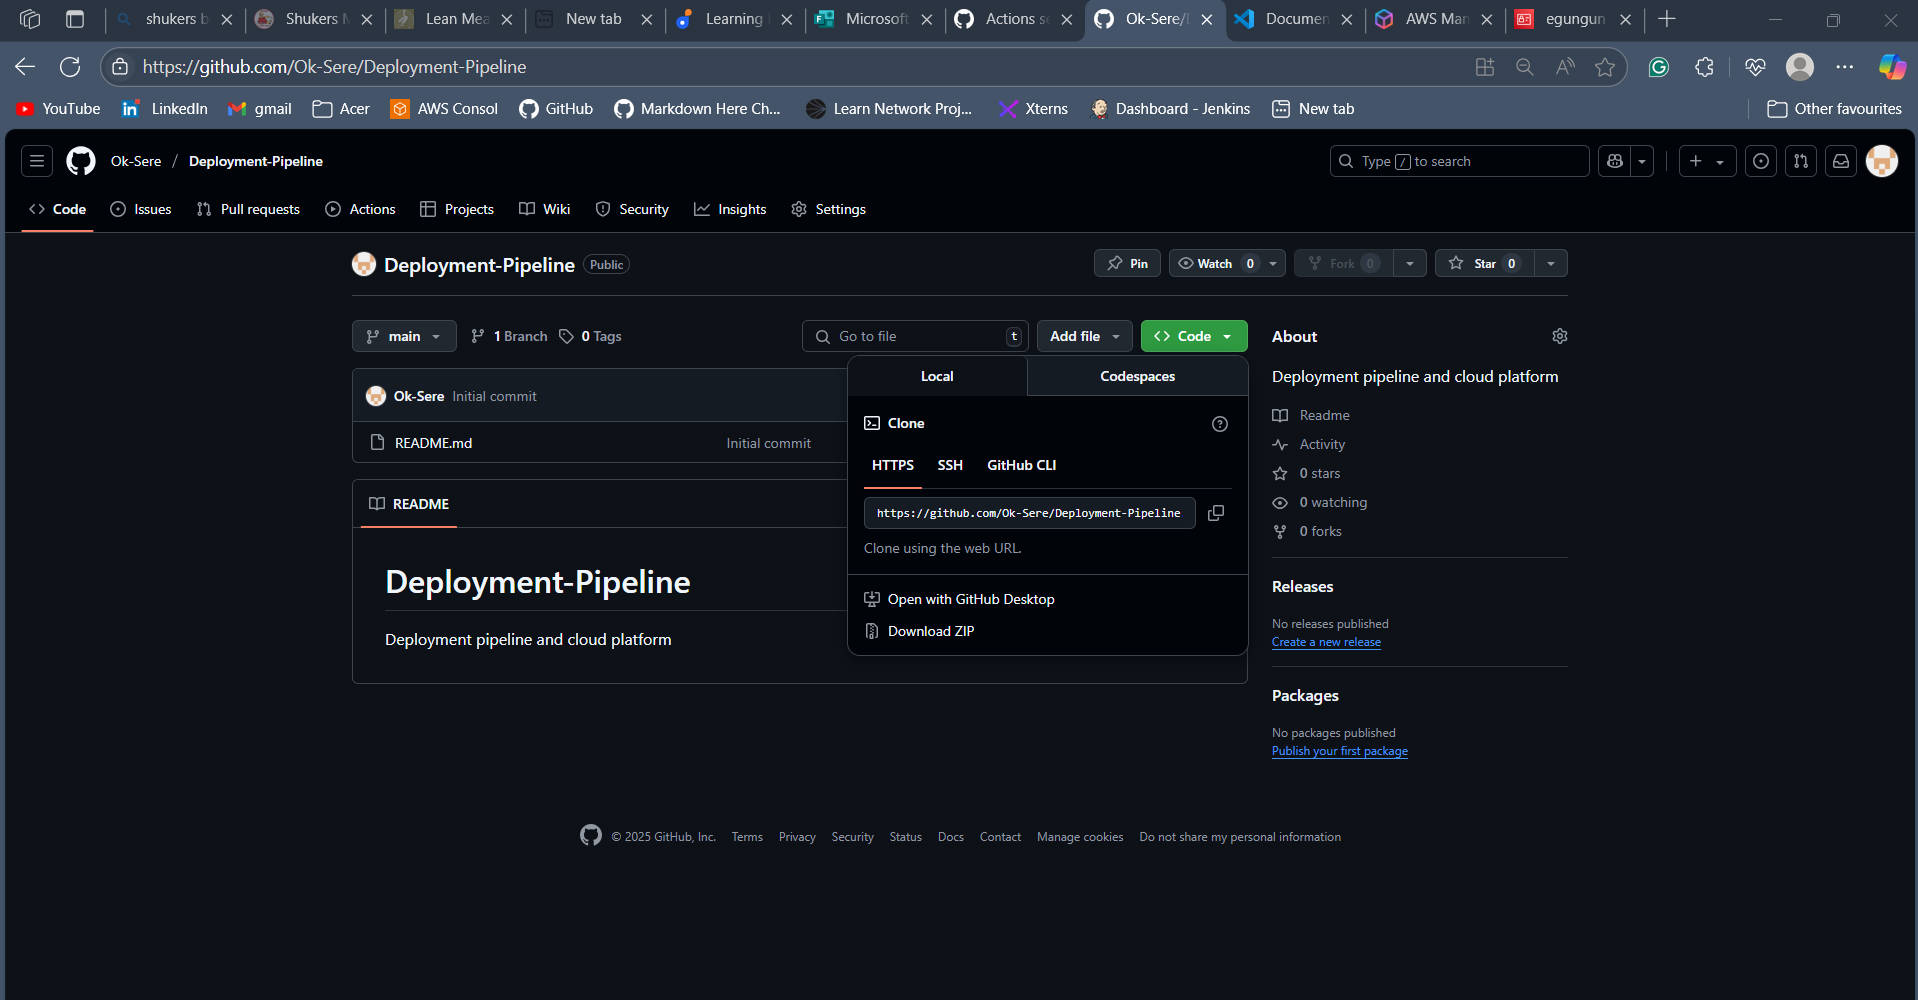 shukers b
Shukers M
Lean Mea
New tab
Learning
Microsoft
Actions se
Ok-Sere/
Documen
AWS Man
egungun
https://github.com/Ok-Sere/Deployment-Pipeline
YouTube
LinkedIn
gmail
Acer
AWS Consol
GitHub
Markdown Here Ch...
Learn Network Proj...
Xterns
Dashboard - Jenkins
New tab
Other favourites
Ok-Sere / Deployment-Pipeline
Type / to search
Code
Issues
Pull requests
Actions
Projects
Wiki
Security
Insights
Settings
Deployment-Pipeline Public
Pin
Watch 0
Fork 0
Star 0
main
1 Branch
0 Tags
Go to file t
Add file
Code
Local
Codespaces
Ok-Sere Initial commit
README.md Initial commit
Clone
HTTPS
SSH
GitHub CLI
https://github.com/Ok-Sere/Deployment-Pipeline
Clone using the web URL.
Open with GitHub Desktop
Download ZIP
README
Deployment-Pipeline
Deployment pipeline and cloud platform
About
Deployment pipeline and cloud platform
Readme
Activity
0 stars
0 watching
0 forks
Releases
No releases published
Create a new release
Packages
No packages published
Publish your first package
© 2025 GitHub, Inc. Terms Privacy Security Status Docs Contact Manage cookies Do not share my personal information